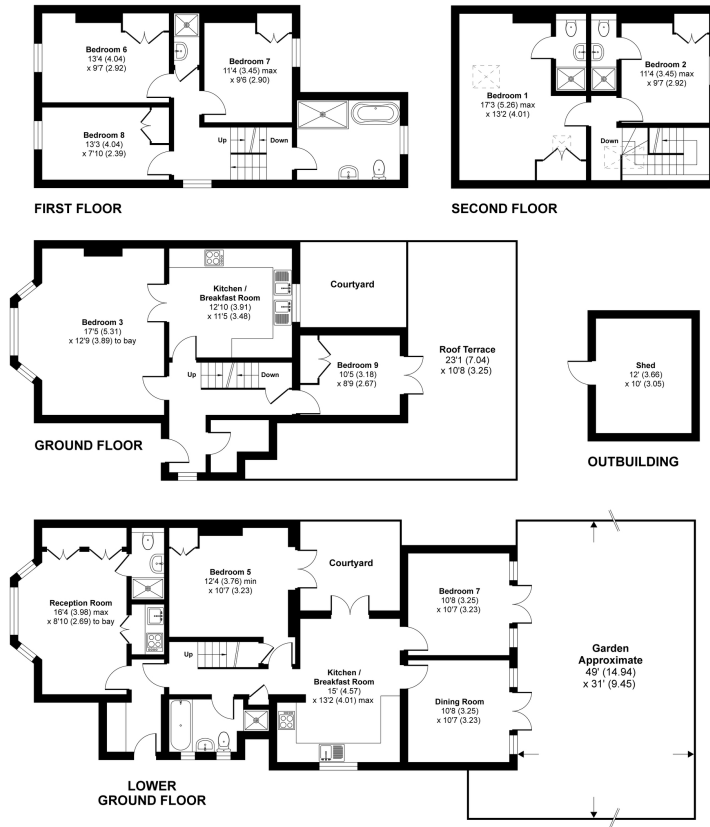 Bedroom 6
13'4 (4.04)
x 9'7 (2.92)
Bedroom 7
11'4 (3.45) max
x 9'6 (2.90)
Bedroom 8
13'3 (4.04)
x 7'10 (2.39)
Up
Down
FIRST FLOOR
Bedroom 1
17'3 (5.26) max
x 13'2 (4.01)
Bedroom 2
11'4 (3.45) max
x 9'7 (2.92)
Down
SECOND FLOOR
Bedroom 3
17'5 (5.31)
x 12'9 (3.89) to bay
Kitchen /
Breakfast Room
12'10 (3.91)
x 11'5 (3.48)
Courtyard
Up
Down
Bedroom 9
10'5 (3.18)
x 8'9 (2.67)
Roof Terrace
23'1 (7.04)
x 10'8 (3.25)
GROUND FLOOR
Shed
12' (3.66)
x 10' (3.05)
OUTBUILDING
Reception Room
16'4 (3.98) max
x 8'10 (2.69) to bay
Bedroom 5
12'4 (3.76) min
x 10'7 (3.23)
Courtyard
Bedroom 7
10'8 (3.25)
x 10'7 (3.23)
Up
Kitchen /
Breakfast Room
15' (4.57)
x 13'2 (4.01) max
Dining Room
10'8 (3.25)
x 10'7 (3.23)
Garden
Approximate
49' (14.94)
x 31' (9.45)
LOWER
GROUND FLOOR